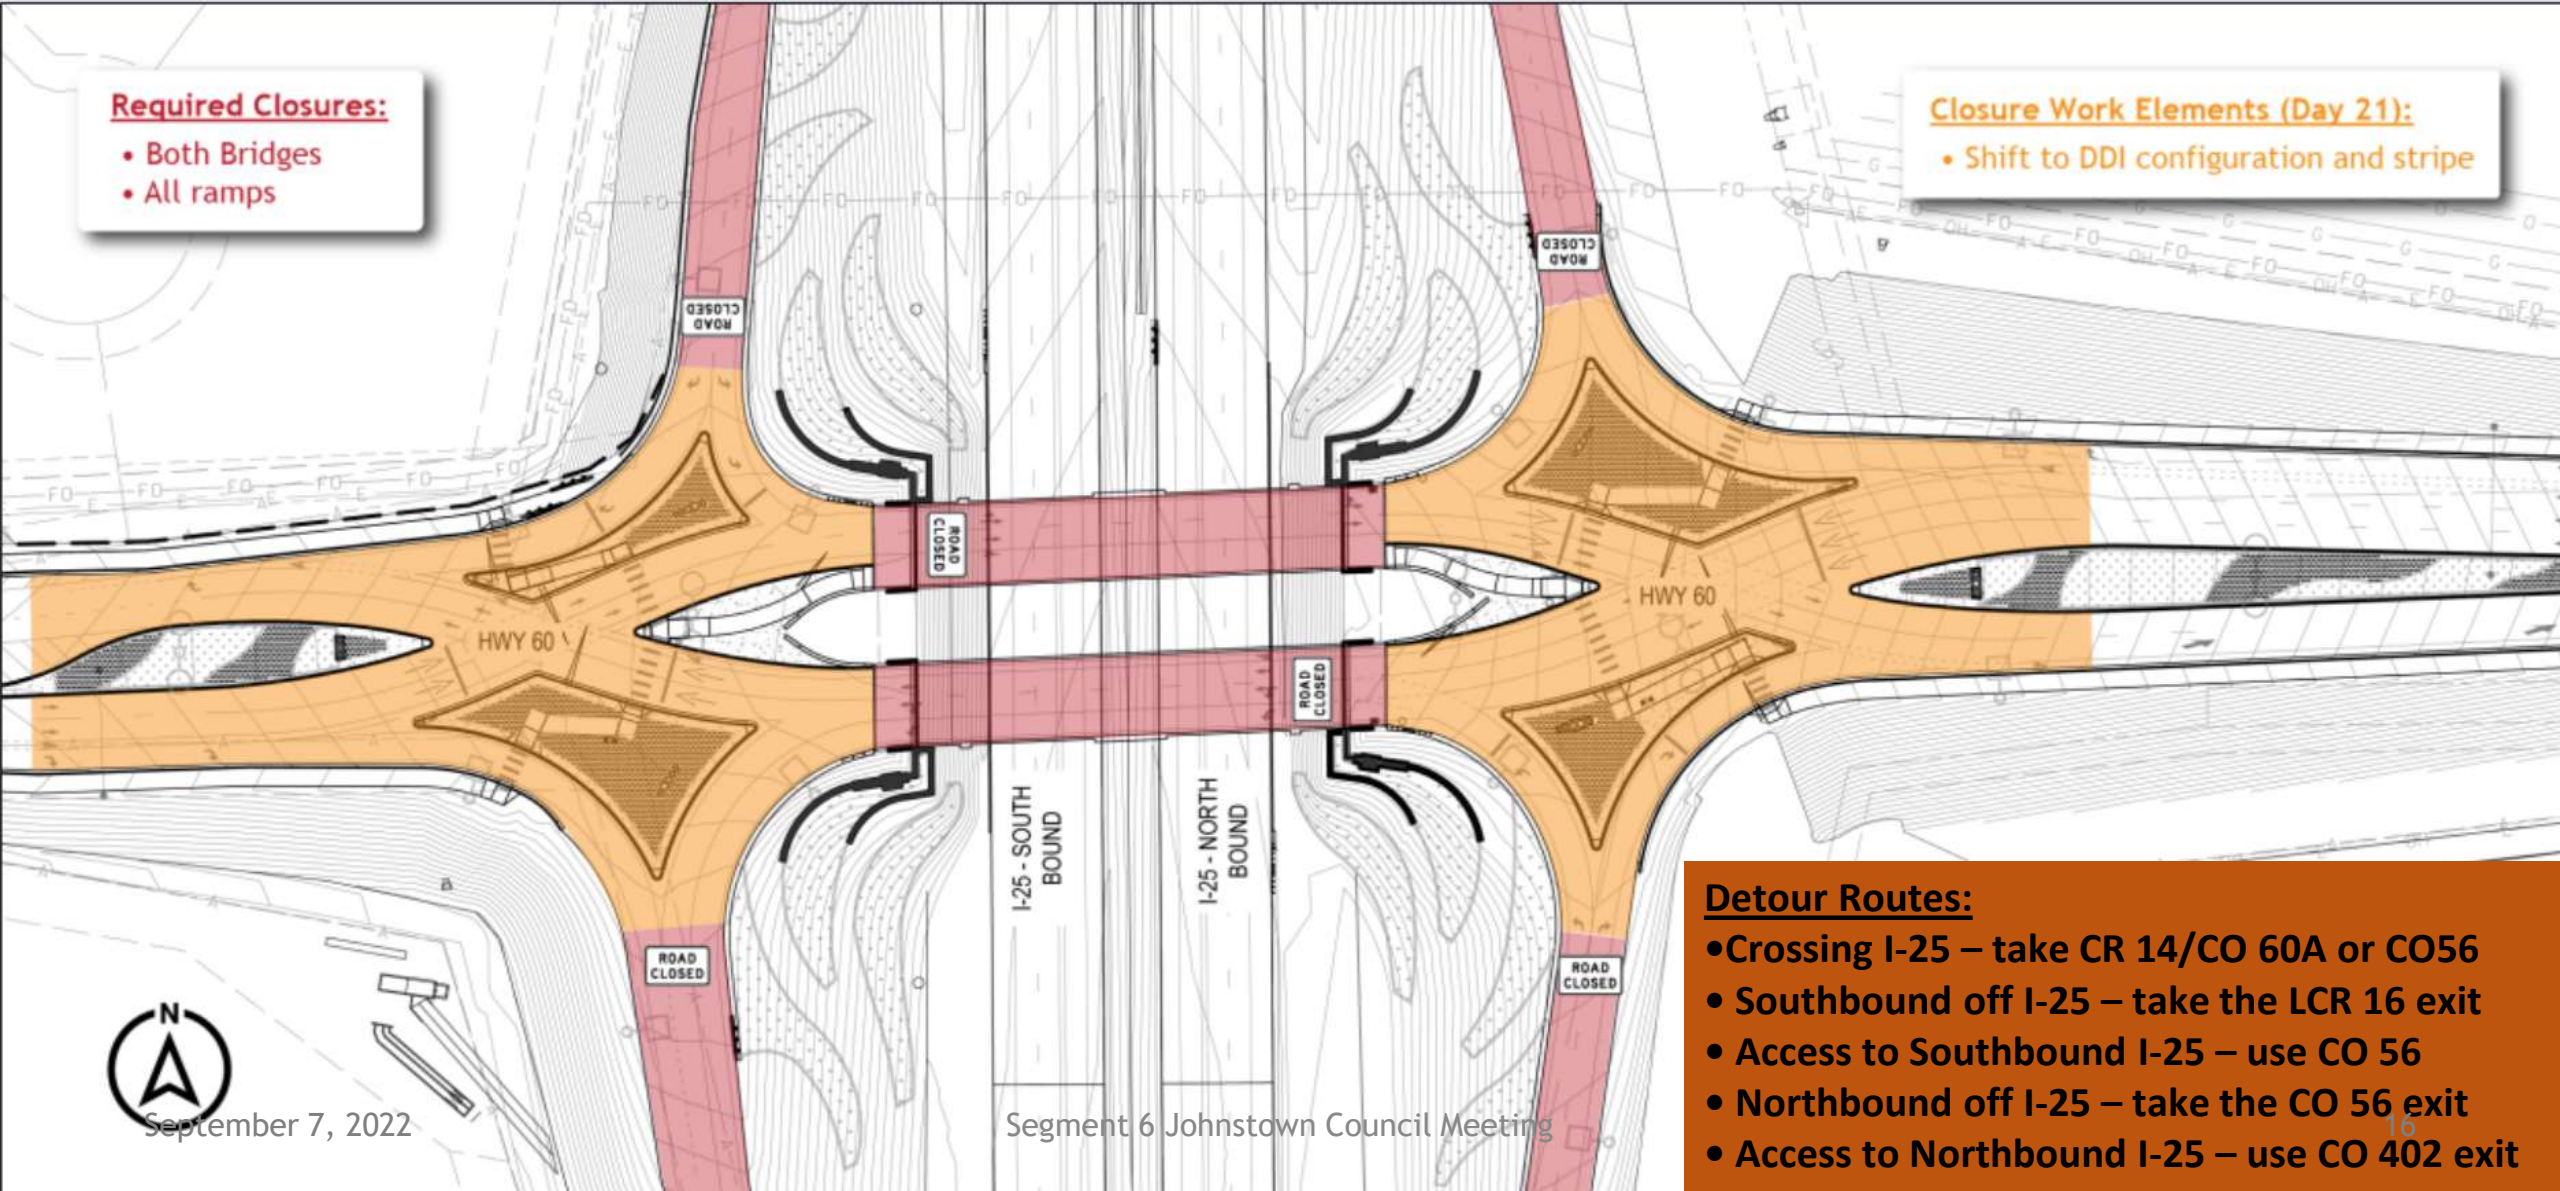 Required Closures:
• Both Bridges
• All ramps
Closure Work Elements (Day 21):
• Shift to DDI configuration and stripe
ROAD
CLOSED
ROAD
CLOSED
ROAD
CLOSED
HWY 60
HWY 60
ROAD
CLOSED
I-25 - SOUTH
BOUND
I-25 - NORTH
BOUND
ROAD
CLOSED
ROAD
CLOSED
Detour Routes:
•Crossing I-25 – take CR 14/CO 60A or CO56
• Southbound off I-25 – take the LCR 16 exit
• Access to Southbound I-25 – use CO 56
• Northbound off I-25 – take the CO 56 exit
• Access to Northbound I-25 – use CO 402 exit
N
September 7, 2022
Segment 6 Johnstown Council Meeting
16